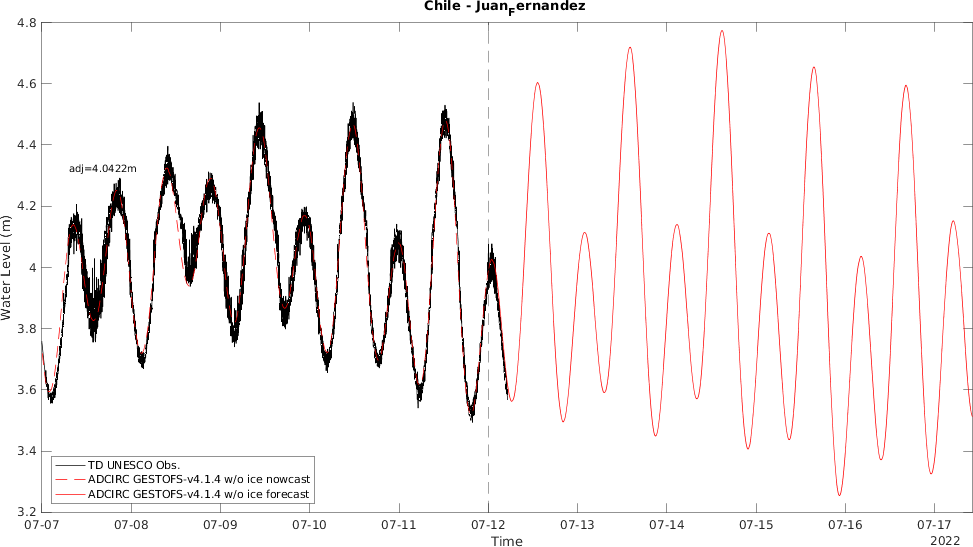 Chile - Juan_Fernandez
4.8
4.6
4.4
4.2
4
3.8
3.6
3.4
3.2
Water Level (m)
adj=4.0422m
TD UNESCO Obs.
ADCIRC GESTOFS-v4.1.4 w/o ice nowcast
ADCIRC GESTOFS-v4.1.4 w/o ice forecast
07-07 07-08 07-09 07-10 07-11 07-12 07-13 07-14 07-15 07-16 07-17
Time
2022